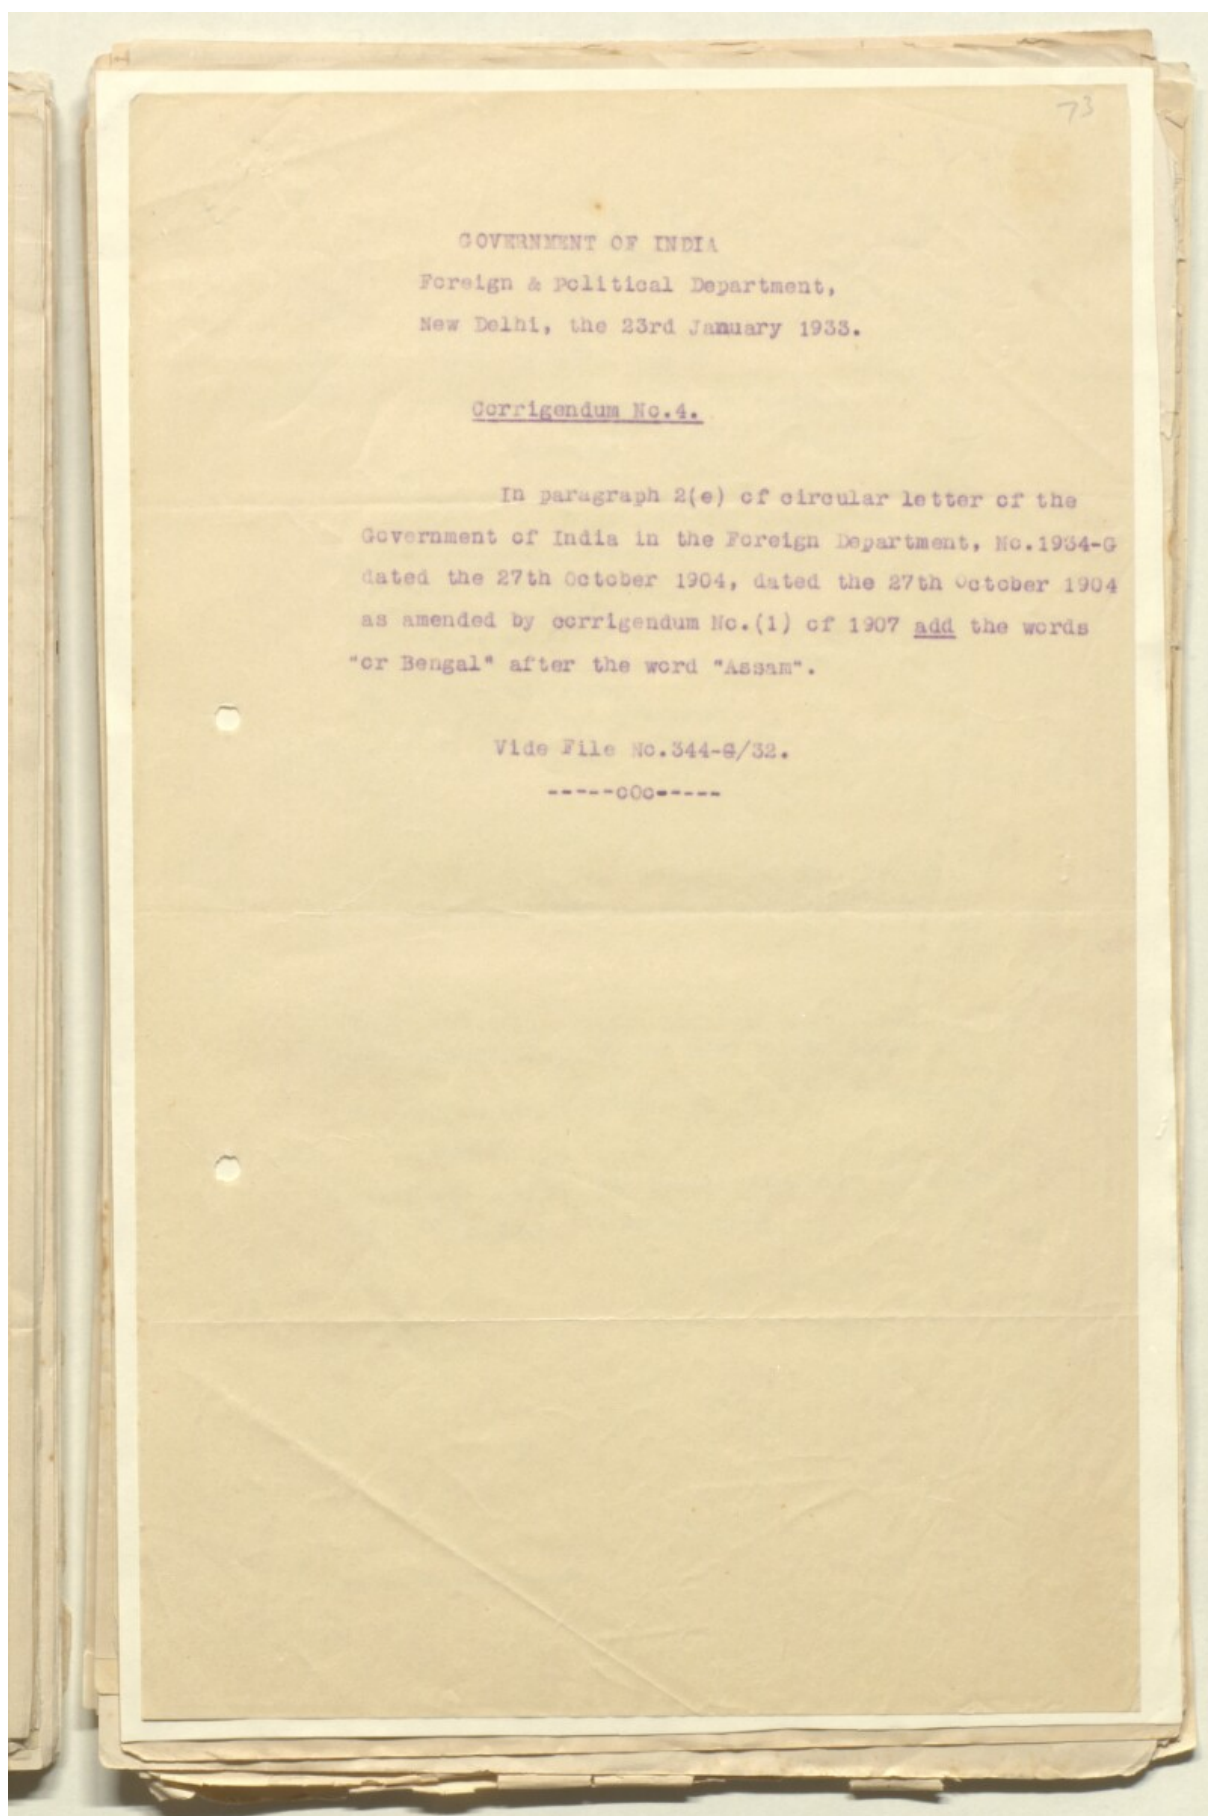 73
GOVERNMENT OF INDIA
Foreign & Political Department,
New Delhi, the 23rd January 1933.
Corrigendum No.4.
In paragraph 2(e) of circular letter of the
Government of India in the Foreign Department, No.1934-G
dated the 27th October 1904, dated the 27th October 1904
as amended by corrigendum No.(1) of 1907 add the words
"or Bengal" after the word "Assam".
Vide File No.344-G/32.
-----oOo-----